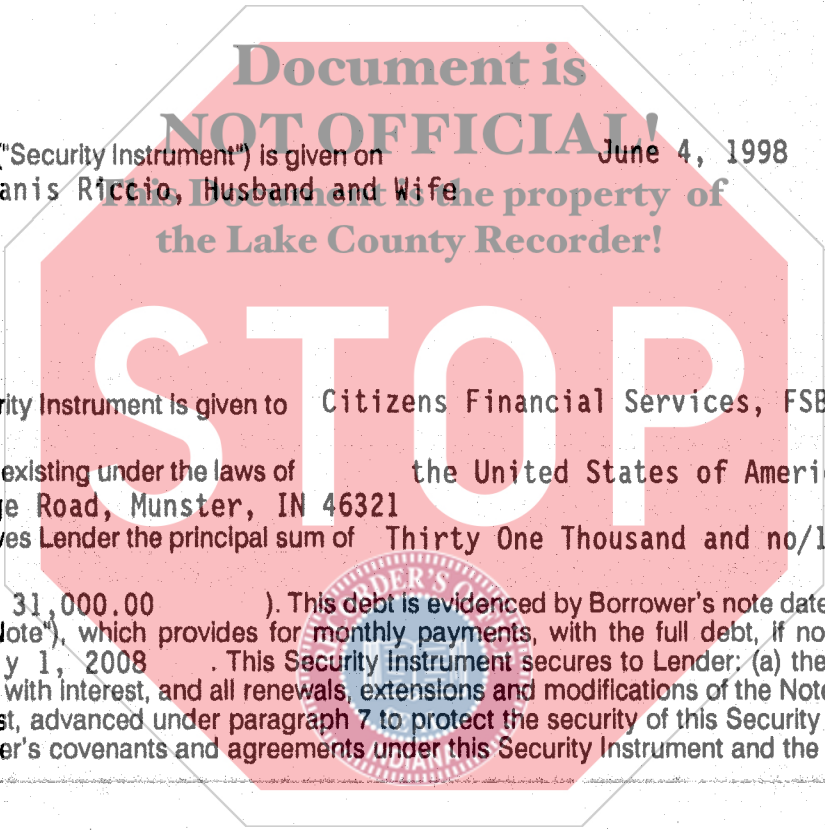 Document is
NOT OFFICIAL!
("Security Instrument") is given on June 4, 1998
anis Riccio, Husband and Wife
This Document is the property of
the Lake County Recorder!
STOP
rity Instrument is given to Citizens Financial Services, FSB
existing under the laws of the United States of Ameri
e Road, Munster, IN 46321
ves Lender the principal sum of Thirty One Thousand and no/1
RECORDER'S OFFICE
31,000.00 ). This debt is evidenced by Borrower's note date
Note"), which provides for monthly payments, with the full debt, if no
y 1, 2008 . This Security Instrument secures to Lender: (a) the
with interest, and all renewals, extensions and modifications of the Note
st, advanced under paragraph 7 to protect the security of this Security
er's covenants and agreements under this Security Instrument and the
INDIANA